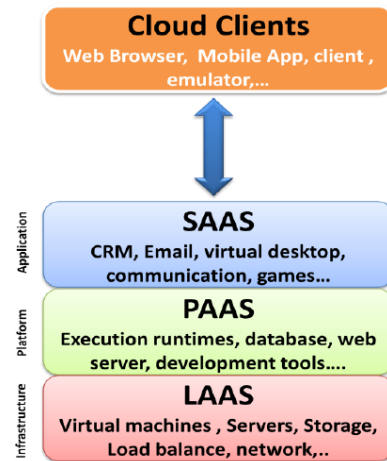 Cloud Clients
Web Browser, Mobile App, client ,
emulator,...
Application
SAAS
CRM, Email, virtual desktop,
communication, games...
Platform
PAAS
Execution runtimes, database, web
server, development tools....
Infrastructure
LAAS
Virtual machines , Servers, Storage,
Load balance, network,..